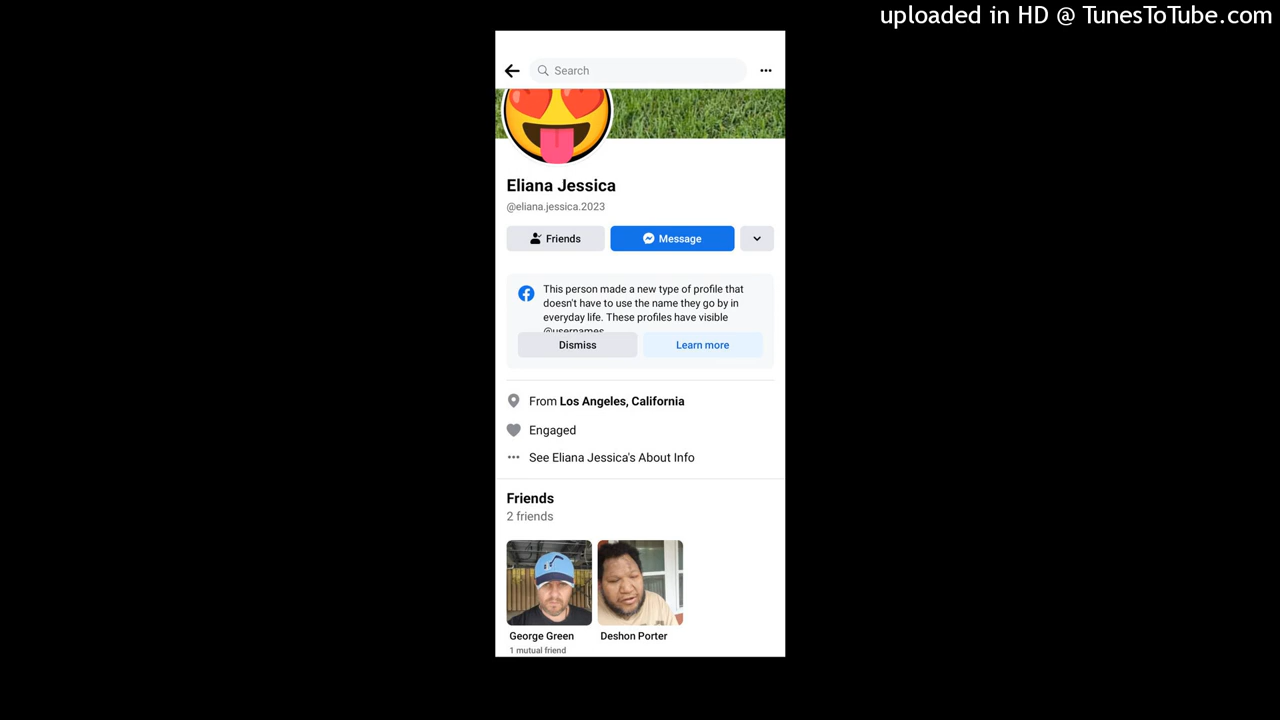 uploaded in HD @ TunesToTube.com
Search
Eliana Jessica
@eliana.jessica.2023
Friends
Message
This person made a new type of profile that
doesn't have to use the name they go by in
everyday life. These profiles have visible
@usernames
Dismiss
Learn more
From Los Angeles, California
Engaged
See Eliana Jessica's About Info
Friends
2 friends
George Green
Deshon Porter
1 mutual friend